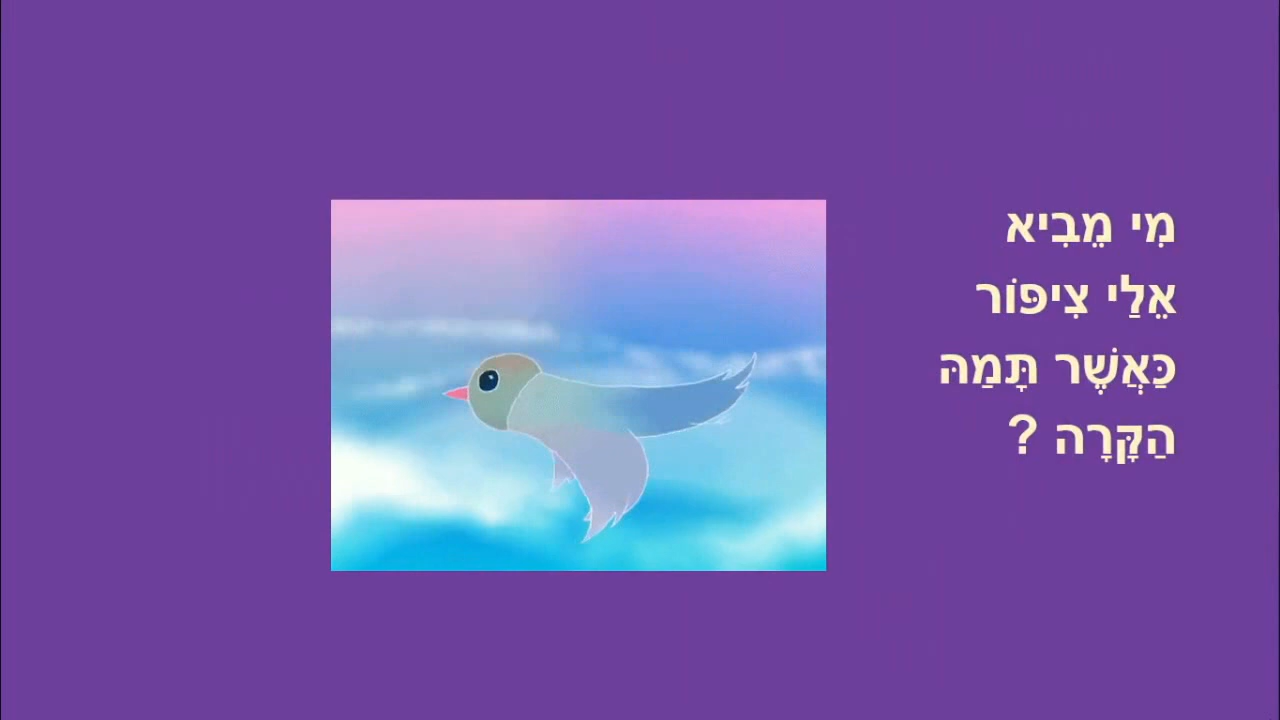 מִי מֵבִיא
אֵלַי צִיפּוֹר
כַּאֲשֶׁר תָּמַהּ
הַקָּרָה ?